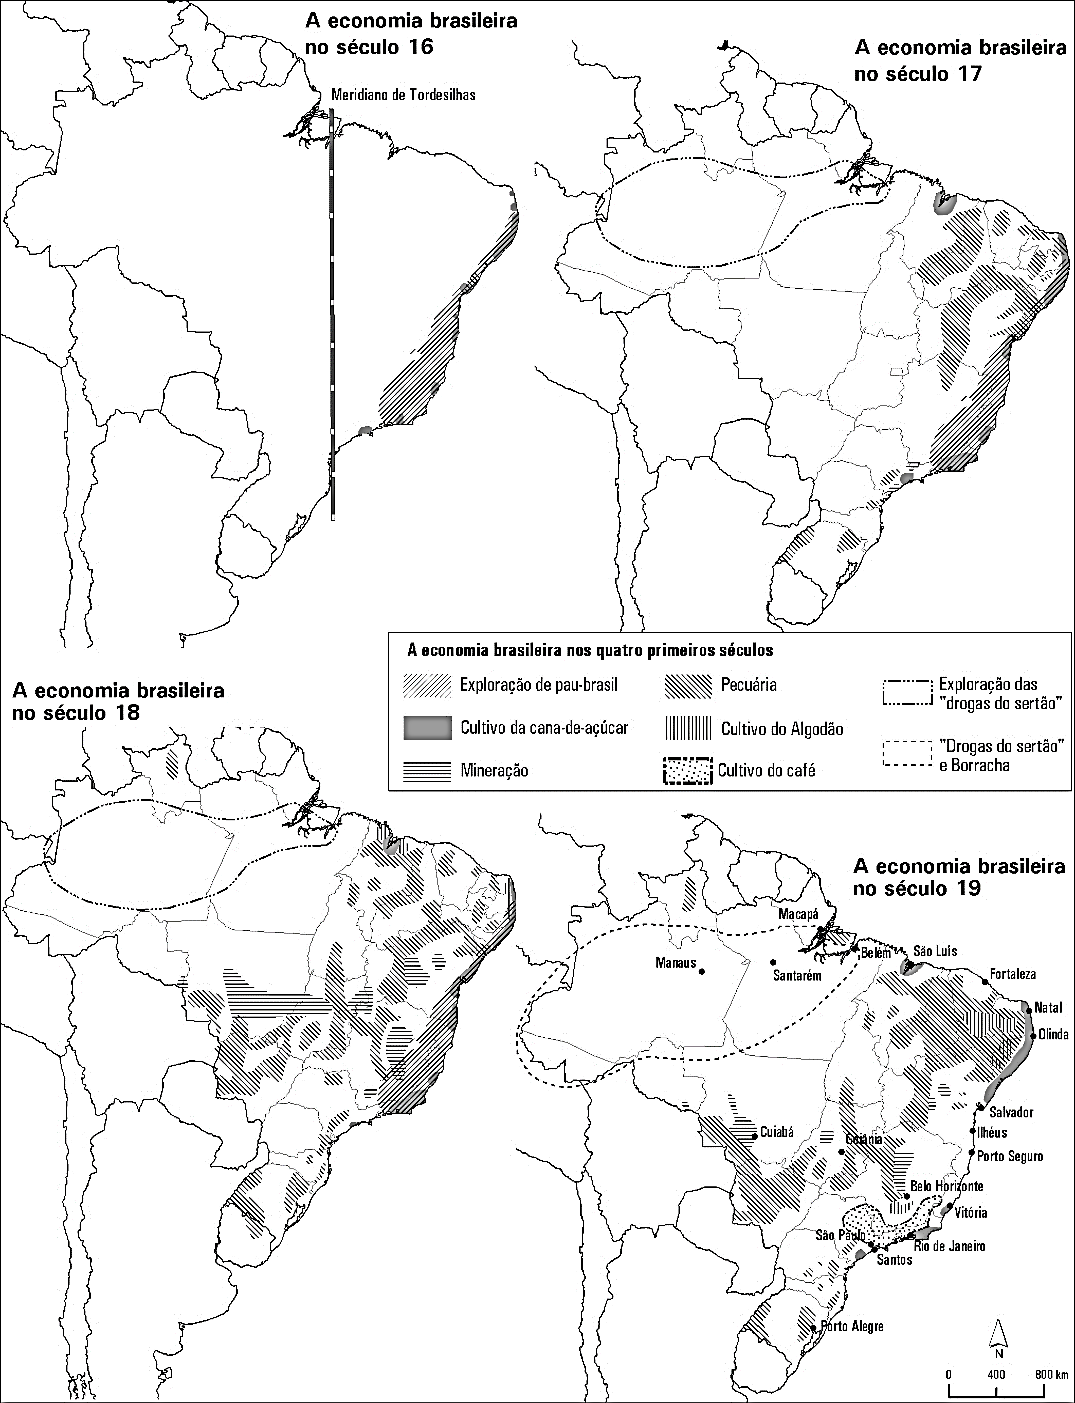 A economia brasileira
no século 16
Meridiano de Tordesilhas
A economia brasileira
no século 17
A economia brasileira nos quatro primeiros séculos
Exploração de pau-brasil
Cultivo da cana-de-açúcar
Mineração
Pecuária
Cultivo do Algodão
Cultivo do café
Exploração das
"drogas do sertão"
"Drogas do sertão"
e Borracha
A economia brasileira
no século 18
A economia brasileira
no século 19
Macapá
Belém
São Luis
Manaus
Santarém
Fortaleza
Natal
Olinda
Salvador
Cuiabá
Ilhéus
Goiânia
Porto Seguro
Belo Horizonte
Vitória
São Paulo
Rio de Janeiro
Santos
Porto Alegre
N
0 400 800 km